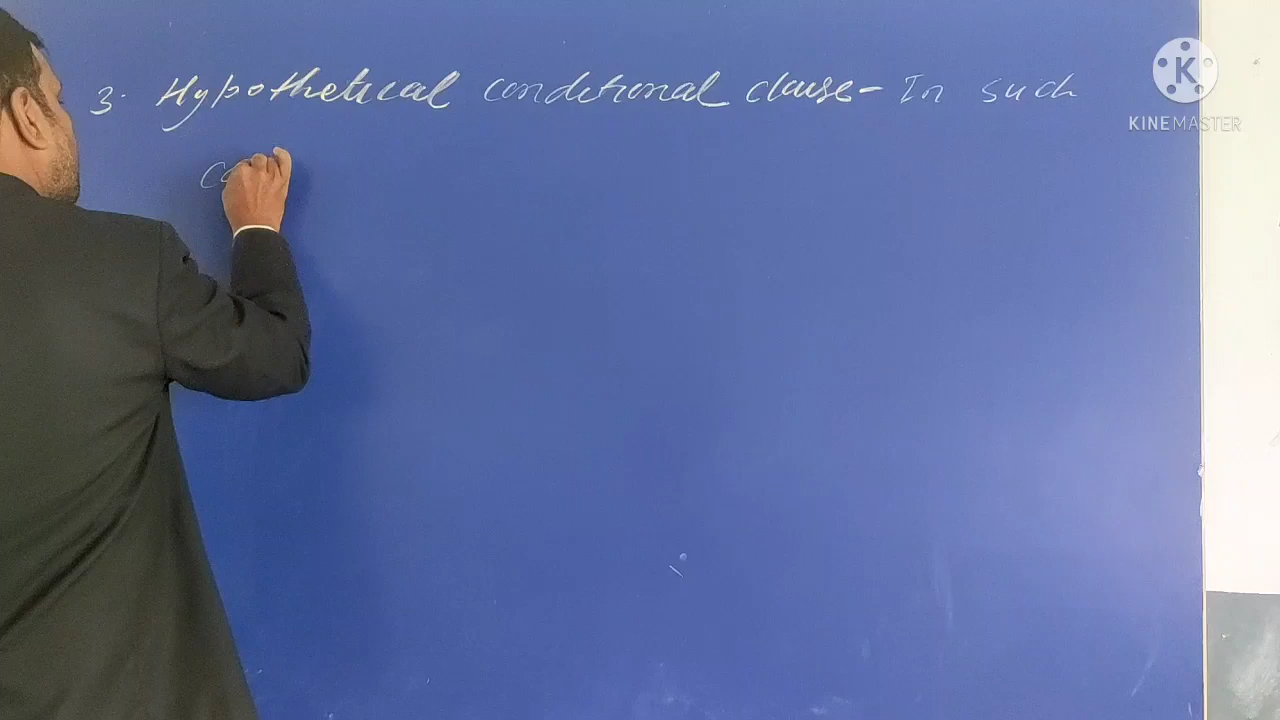 3. Hypothetical conditional clause - In such
K
KINEMASTER